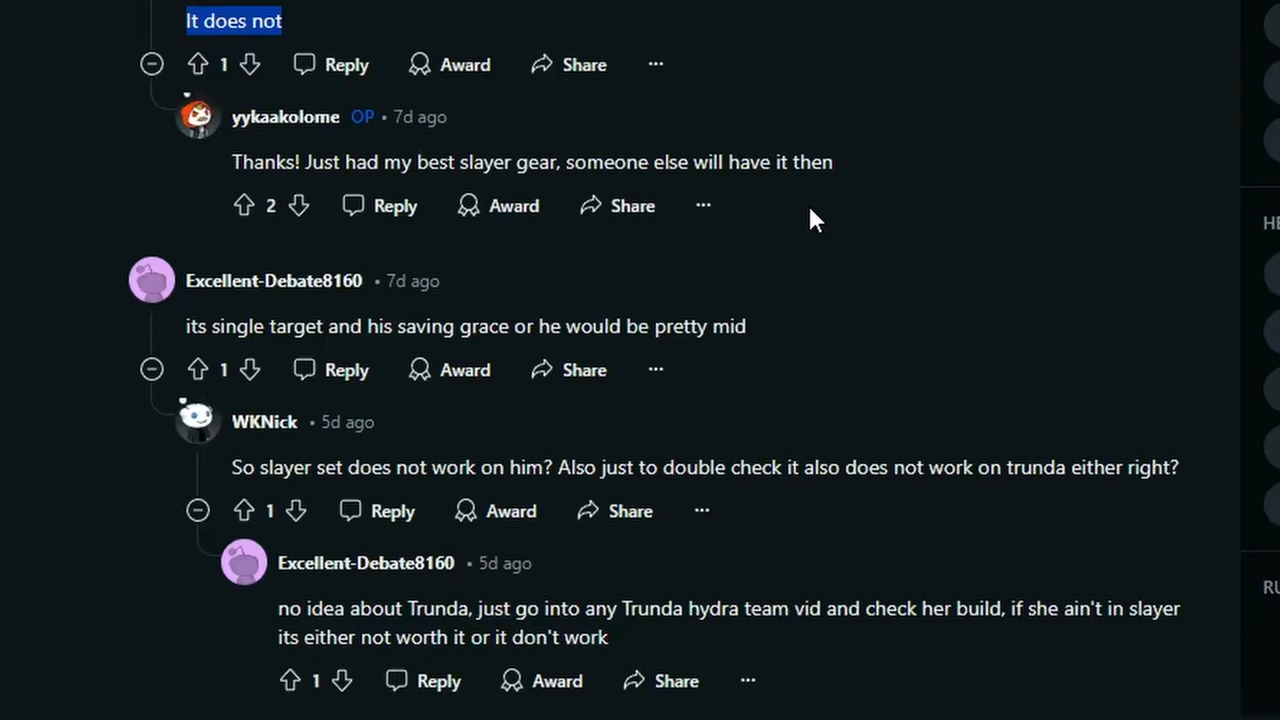 It does not
1 Reply Award Share ...
yykaakolome OP • 7d ago
Thanks! Just had my best slayer gear, someone else will have it then
2 Reply Award Share ...
HE
Excellent-Debate8160 • 7d ago
its single target and his saving grace or he would be pretty mid
1 Reply Award Share ...
WKNick • 5d ago
So slayer set does not work on him? Also just to double check it also does not work on trunda either right?
1 Reply Award Share ...
Excellent-Debate8160 • 5d ago
RU
no idea about Trunda, just go into any Trunda hydra team vid and check her build, if she ain't in slayer
its either not worth it or it don't work
1 Reply Award Share ...